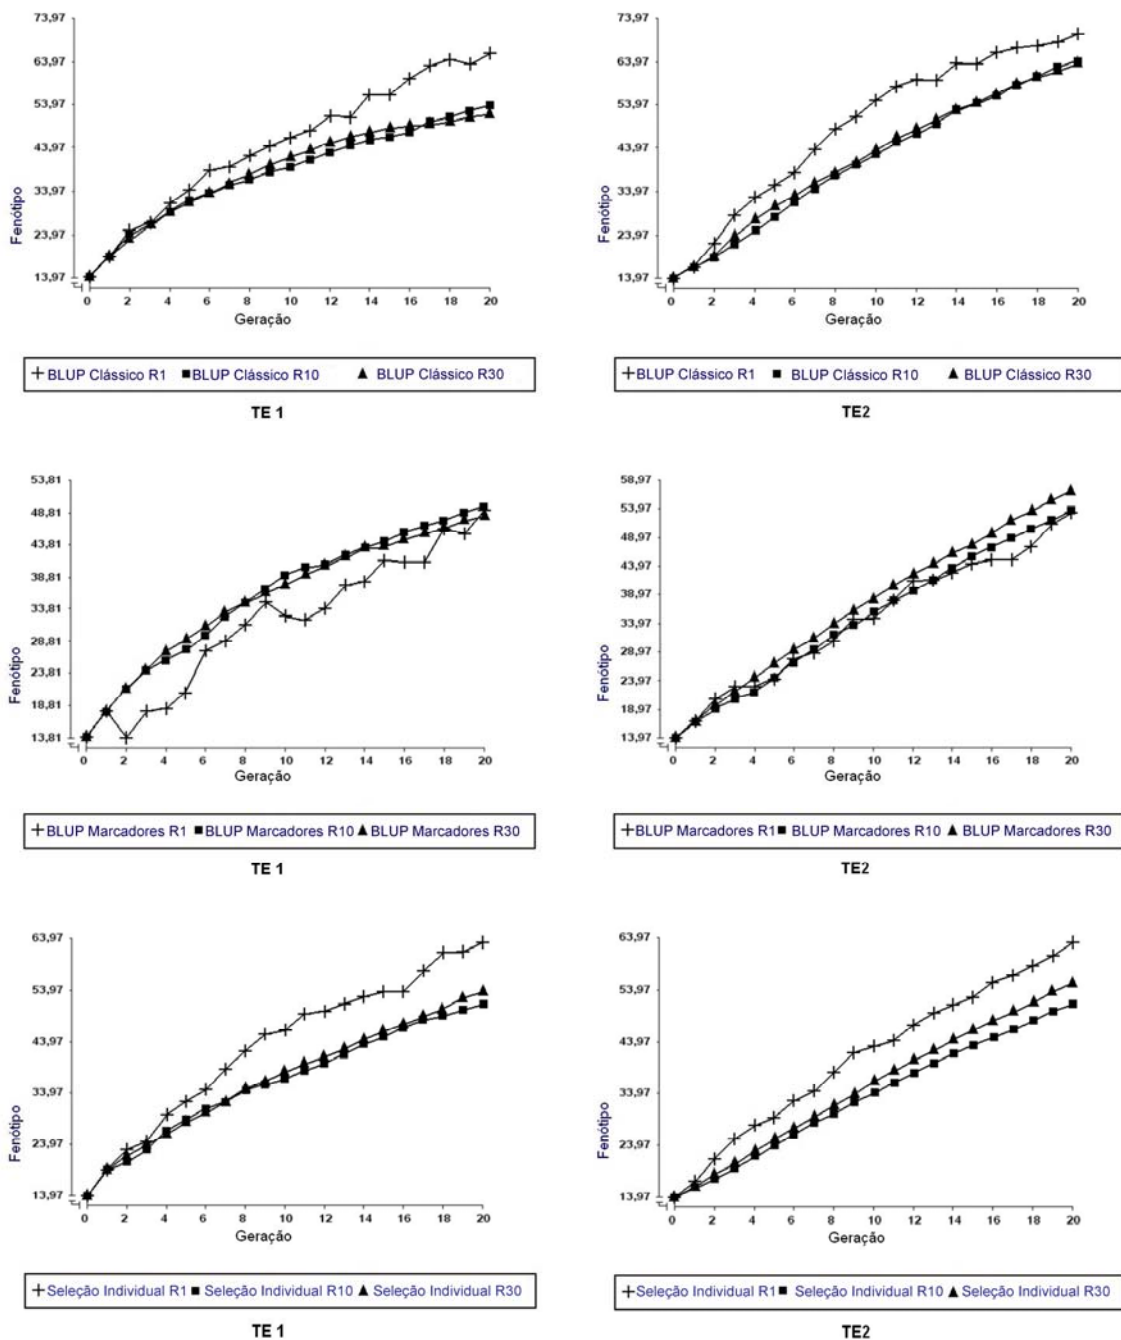 73,97
63,97
53,97
43,97
33,97
23,97
13,97
Fenótipo
0 2 4 6 8 10 12 14 16 18 20
Geração
BLUP Clássico R1 BLUP Clássico R10 BLUP Clássico R30
TE 1
73,97
63,97
53,97
43,97
33,97
23,97
13,97
Fenótipo
0 2 4 6 8 10 12 14 16 18 20
Geração
BLUP Clássico R1 BLUP Clássico R10 BLUP Clássico R30
TE2
53,81
48,81
43,81
38,81
33,81
28,81
23,81
18,81
13,81
Fenótipo
0 2 4 6 8 10 12 14 16 18 20
Geração
BLUP Marcadores R1 BLUP Marcadores R10 BLUP Marcadores R30
TE 1
58,97
53,97
48,97
43,97
38,97
33,97
28,97
23,97
18,97
13,97
Fenótipo
0 2 4 6 8 10 12 14 16 18 20
Geração
BLUP Marcadores R1 BLUP Marcadores R10 BLUP Marcadores R30
TE2
63,97
53,97
43,97
33,97
23,97
13,97
Fenótipo
0 2 4 6 8 10 12 14 16 18 20
Geração
Seleção Individual R1 Seleção Individual R10 Seleção Individual R30
TE 1
63,97
53,97
43,97
33,97
23,97
13,97
Fenótipo
0 2 4 6 8 10 12 14 16 18 20
Geração
Seleção Individual R1 Seleção Individual R10 Seleção Individual R30
TE2